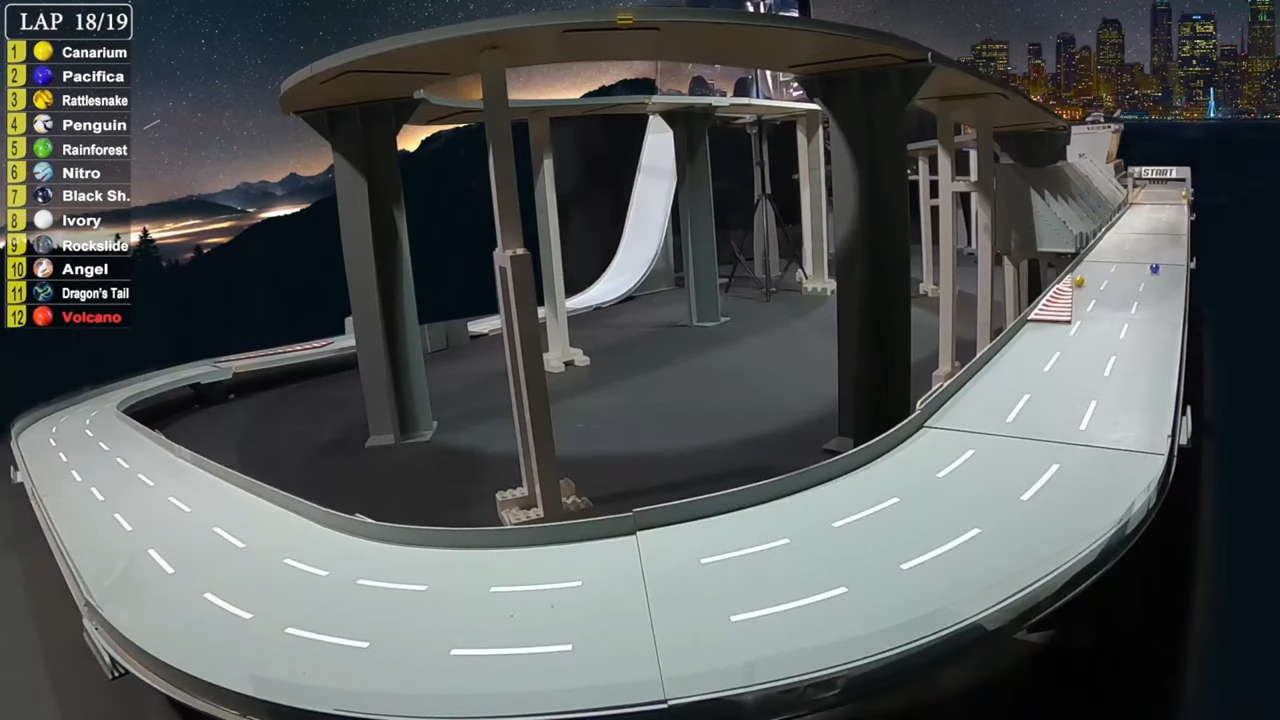 LAP 18/19
1 Canarium
2 Pacifica
3 Rattlesnake
4 Penguin
5 Rainforest
6 Nitro
7 Black Sh.
8 Ivory
9 Rockslide
10 Angel
11 Dragon's Tail
12 Volcano
START